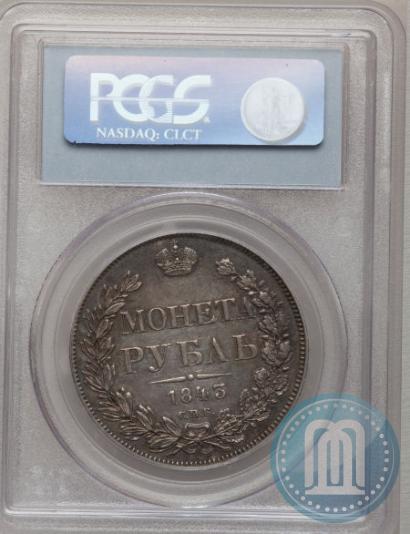 PCGS
NASDAQ: CLCT
МОНЕТА
РУБЛЬ
1843
С.П.Б.
M